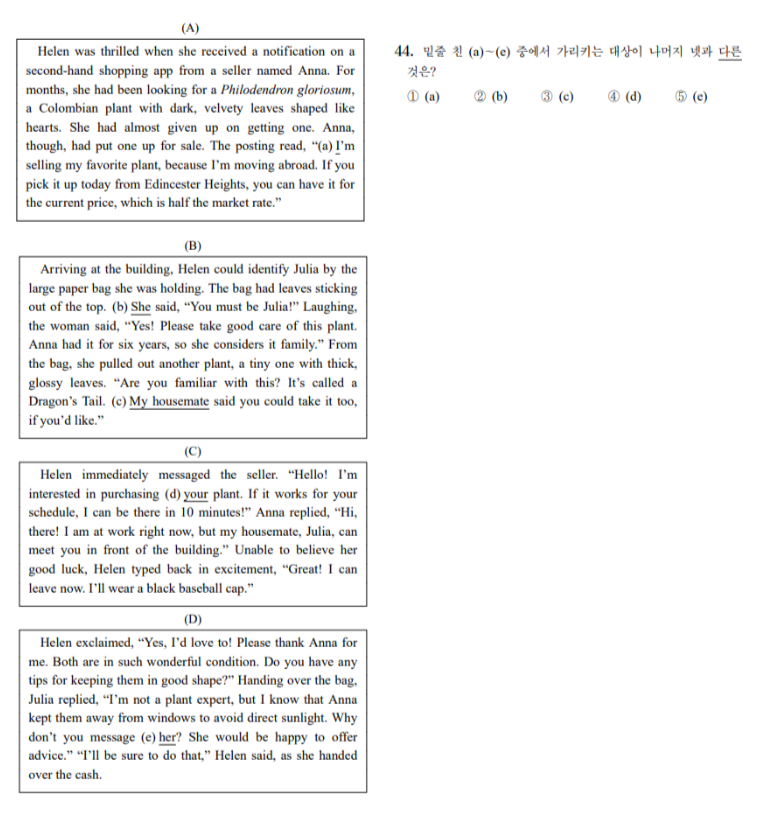 (A)
Helen was thrilled when she received a notification on a
second-hand shopping app from a seller named Anna. For
months, she had been looking for a Philodendron gloriosum,
a Colombian plant with dark, velvety leaves shaped like
hearts. She had almost given up on getting one. Anna,
though, had put one up for sale. The posting read, “(a) I’m
selling my favorite plant, because I’m moving abroad. If you
pick it up today from Edincester Heights, you can have it for
the current price, which is half the market rate.”
(B)
Arriving at the building, Helen could identify Julia by the
large paper bag she was holding. The bag had leaves sticking
out of the top. (b) She said, “You must be Julia!” Laughing,
the woman said, “Yes! Please take good care of this plant.
Anna had it for six years, so she considers it family.” From
the bag, she pulled out another plant, a tiny one with thick,
glossy leaves. “Are you familiar with this? It’s called a
Dragon’s Tail. (c) My housemate said you could take it too,
if you’d like.”
(C)
Helen immediately messaged the seller. “Hello! I’m
interested in purchasing (d) your plant. If it works for your
schedule, I can be there in 10 minutes!” Anna replied, “Hi,
there! I am at work right now, but my housemate, Julia, can
meet you in front of the building.” Unable to believe her
good luck, Helen typed back in excitement, “Great! I can
leave now. I’ll wear a black baseball cap.”
(D)
Helen exclaimed, “Yes, I’d love to! Please thank Anna for
me. Both are in such wonderful condition. Do you have any
tips for keeping them in good shape?” Handing over the bag,
Julia replied, “I’m not a plant expert, but I know that Anna
kept them away from windows to avoid direct sunlight. Why
don’t you message (e) her? She would be happy to offer
advice.” “I’ll be sure to do that,” Helen said, as she handed
over the cash.
44. 밑줄 친 (a)~(e) 중에서 가리키는 대상이 나머지 넷과 다른
것은?
① (a) ② (b) ③ (c) ④ (d) ⑤ (e)